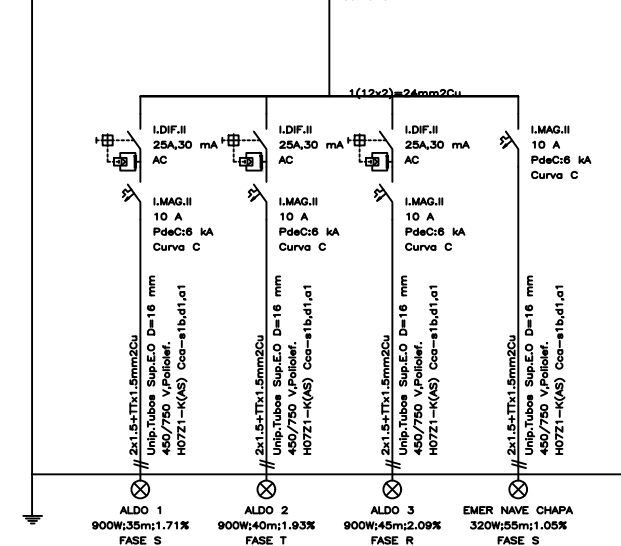 1(12x2)=24mm2Cu
I.DIF.II
25A,30 mA
AC
I.MAG.II
10 A
PdeC:6 kA
Curva C
2x1.5+TTx1.5mm2Cu
Unip.Tubos Sup.E.O D=16 mm
450/750 V,Poliolef.
H07Z1-K(AS) Cca-s1b,d1,a1
ALDO 1
900W;35m;1.71%
FASE S
I.DIF.II
25A,30 mA
AC
I.MAG.II
10 A
PdeC:6 kA
Curva C
2x1.5+TTx1.5mm2Cu
Unip.Tubos Sup.E.O D=16 mm
450/750 V,Poliolef.
H07Z1-K(AS) Cca-s1b,d1,a1
ALDO 2
900W;40m;1.93%
FASE T
I.DIF.II
25A,30 mA
AC
I.MAG.II
10 A
PdeC:6 kA
Curva C
2x1.5+TTx1.5mm2Cu
Unip.Tubos Sup.E.O D=16 mm
450/750 V,Poliolef.
H07Z1-K(AS) Cca-s1b,d1,a1
ALDO 3
900W;45m;2.09%
FASE R
I.MAG.II
10 A
PdeC:6 kA
Curva C
2x1.5+TTx1.5mm2Cu
Unip.Tubos Sup.E.O D=16 mm
450/750 V,Poliolef.
H07Z1-K(AS) Cca-s1b,d1,a1
EMER NAVE CHAPA
320W;55m;1.05%
FASE S